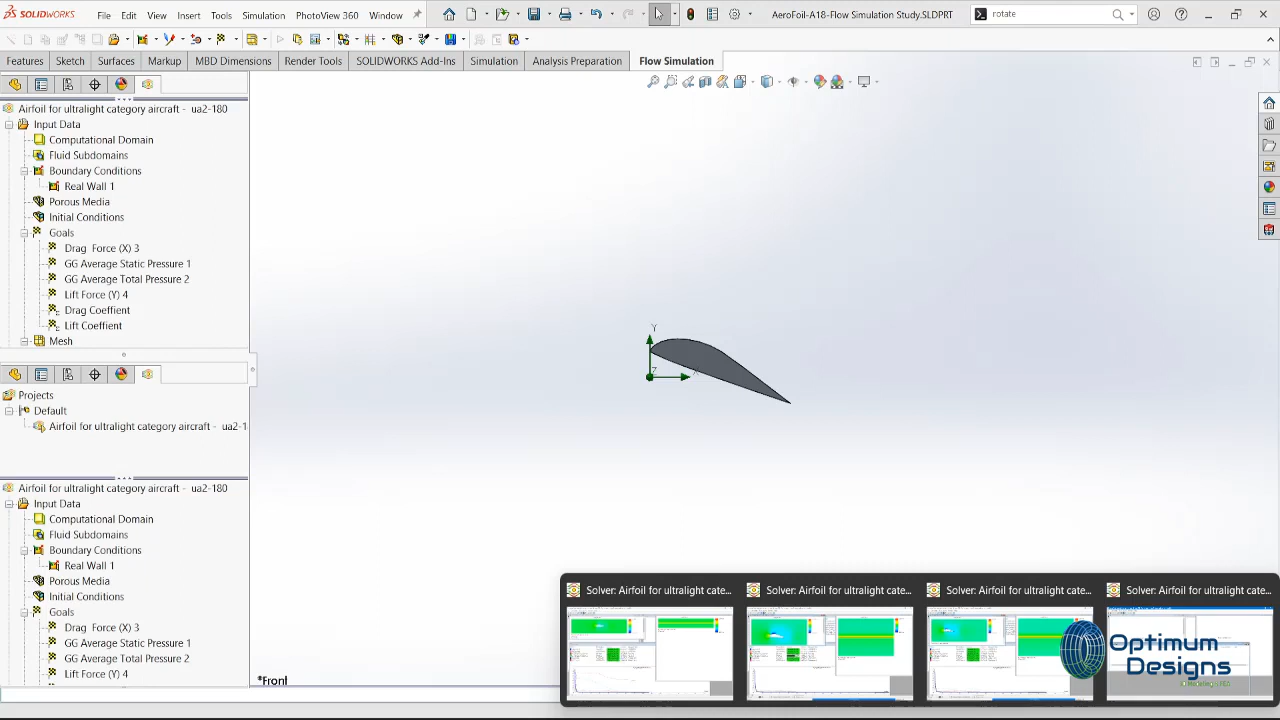 SOLIDWORKS File Edit View Insert Tools Simulation PhotoView 360 Window AeroFoil-A18-Flow Simulation Study.SLDPRT rotate
Features Sketch Surfaces Markup MBD Dimensions Render Tools SOLIDWORKS Add-Ins Simulation Analysis Preparation Flow Simulation
Airfoil for ultralight category aircraft - ua2-180
Input Data
Computational Domain
Fluid Subdomains
Boundary Conditions
Real Wall 1
Porous Media
Initial Conditions
Goals
Drag Force (X) 3
GG Average Static Pressure 1
GG Average Total Pressure 2
Lift Force (Y) 4
Drag Coeffient
Lift Coeffient
Mesh
Projects
Default
Airfoil for ultralight category aircraft - ua2-1
Airfoil for ultralight category aircraft - ua2-180
Input Data
Computational Domain
Fluid Subdomains
Boundary Conditions
Real Wall 1
Porous Media
Initial Conditions
Goals
Drag Force (X) 3
GG Average Static Pressure 1
GG Average Total Pressure 2
Lift Force (Y) 4
Y
X
Z
*Fron
Solver: Airfoil for ultralight cate... Solver: Airfoil for ultralight cate... Solver: Airfoil for ultralight cate... Solver: Airfoil for ultralight cate...
Optimum
Designs